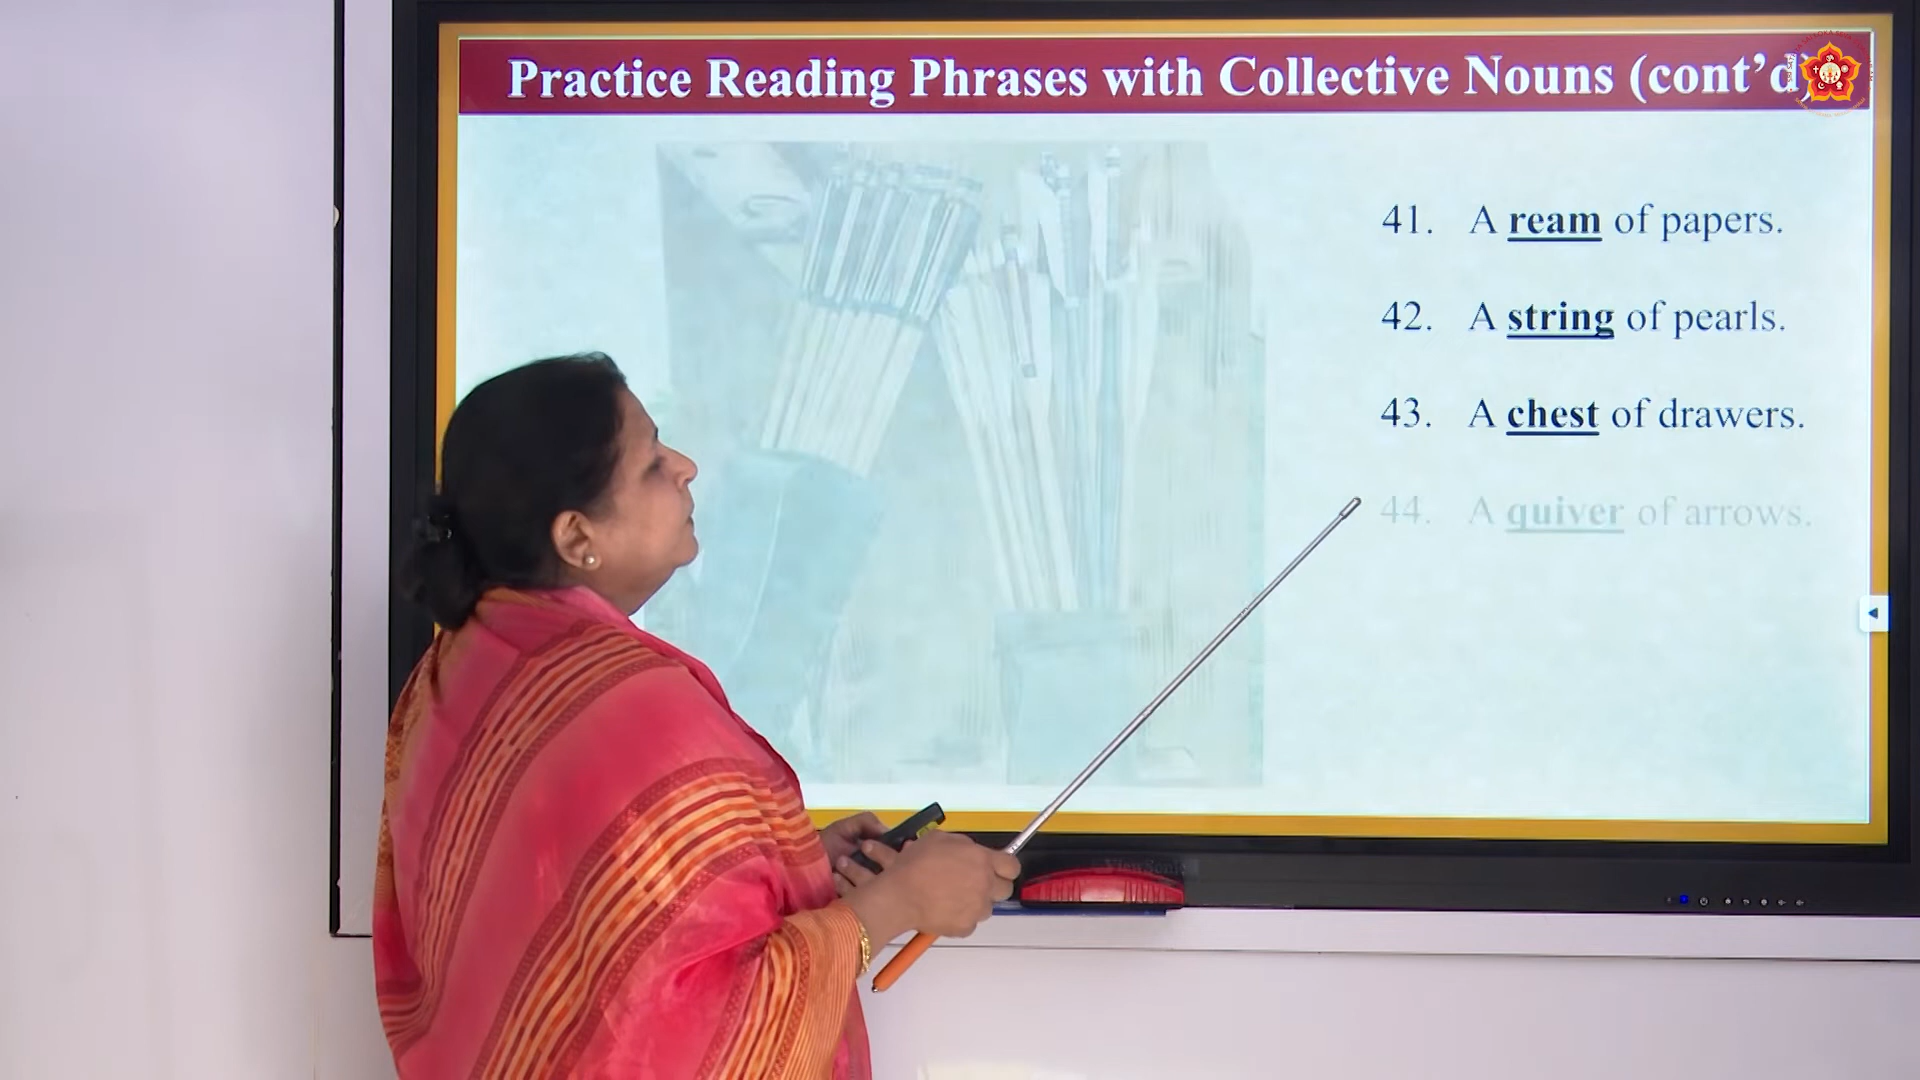 Practice Reading Phrases with Collective Nouns (cont'd)
41. A ream of papers.
42. A string of pearls.
43. A chest of drawers.
44. A quiver of arrows.
ViewSonic